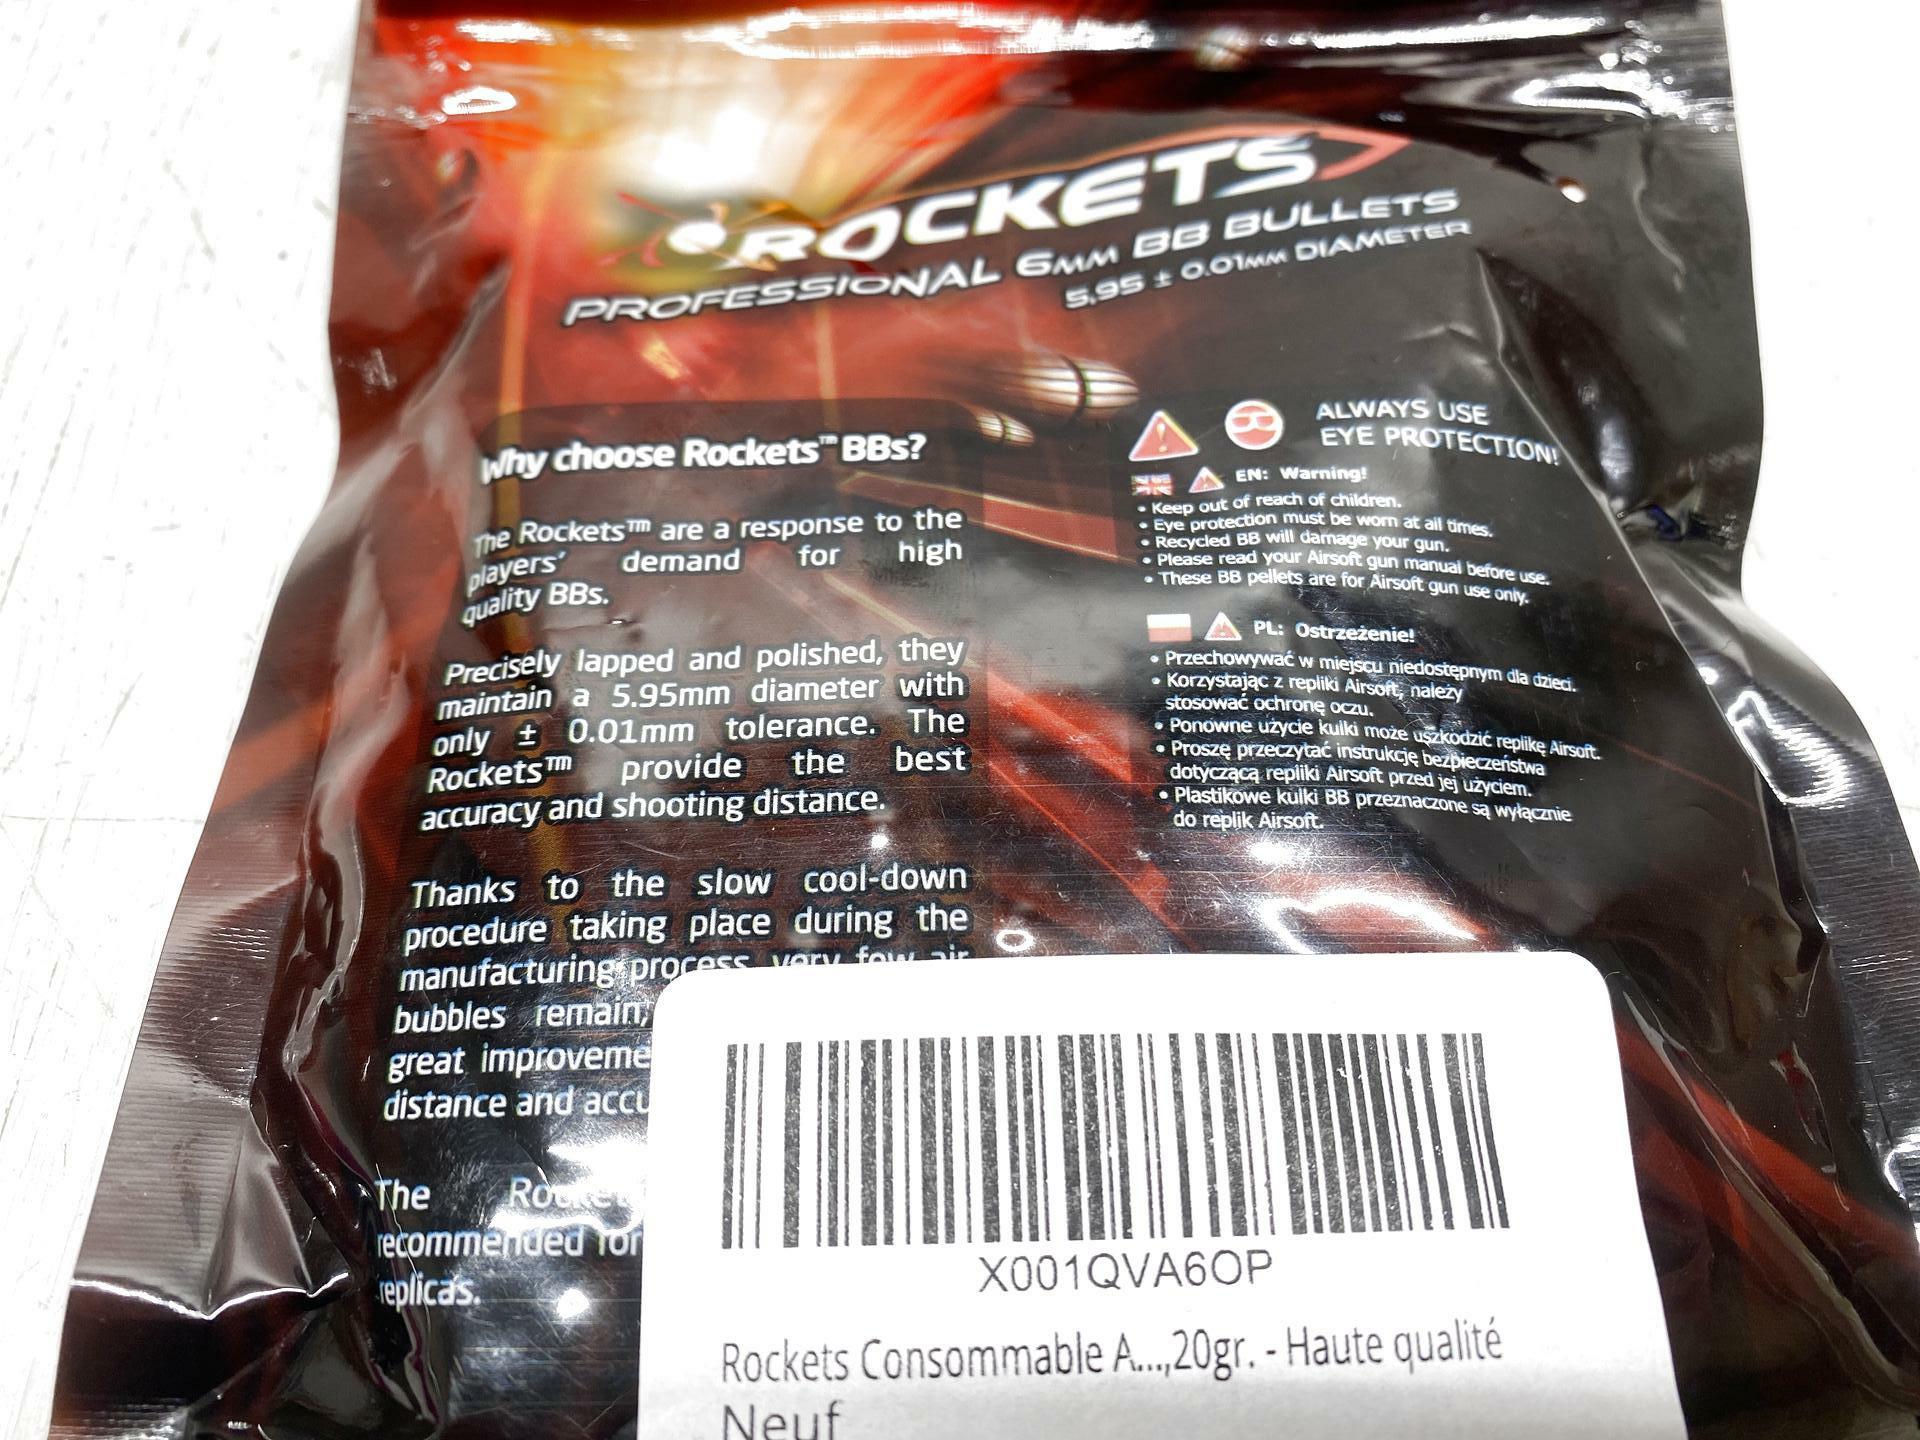 ROCKETS
PROFESSIONAL 6MM BB BULLETS
5.95 ± 0.01MM DIAMETER
Why choose Rockets™ BBs?
The Rockets™ are a response to the
players' demand for high
quality BBs.
Precisely lapped and polished, they
maintain a 5.95mm diameter with
only ± 0.01mm tolerance. The
Rockets™ provide the best
accuracy and shooting distance.
Thanks to the slow cool-down
procedure taking place during the
manufacturing process, very few air
bubbles remain,
great improveme
distance and accu
The Rocket
recommended for
replicas.
ALWAYS USE
EYE PROTECTION!
EN: Warning!
• Keep out of reach of children.
• Eye protection must be worn at all times.
• Recycled BB will damage your gun.
• Please read your Airsoft gun manual before use.
• These BB pellets are for Airsoft gun use only.
PL: Ostrzeżenie!
• Przechowywać w miejscu niedostępnym dla dzieci.
• Korzystając z repliki Airsoft, należy
stosować ochronę oczu.
• Ponowne użycie kulki może uszkodzić replikę Airsoft.
• Proszę przeczytać instrukcję bezpieczeństwa
dotyczącą repliki Airsoft przed jej użyciem.
• Plastikowe kulki BB przeznaczone są wyłącznie
do replik Airsoft.
X001QVA6OP
Rockets Consommable A...,20gr. - Haute qualité
Neuf